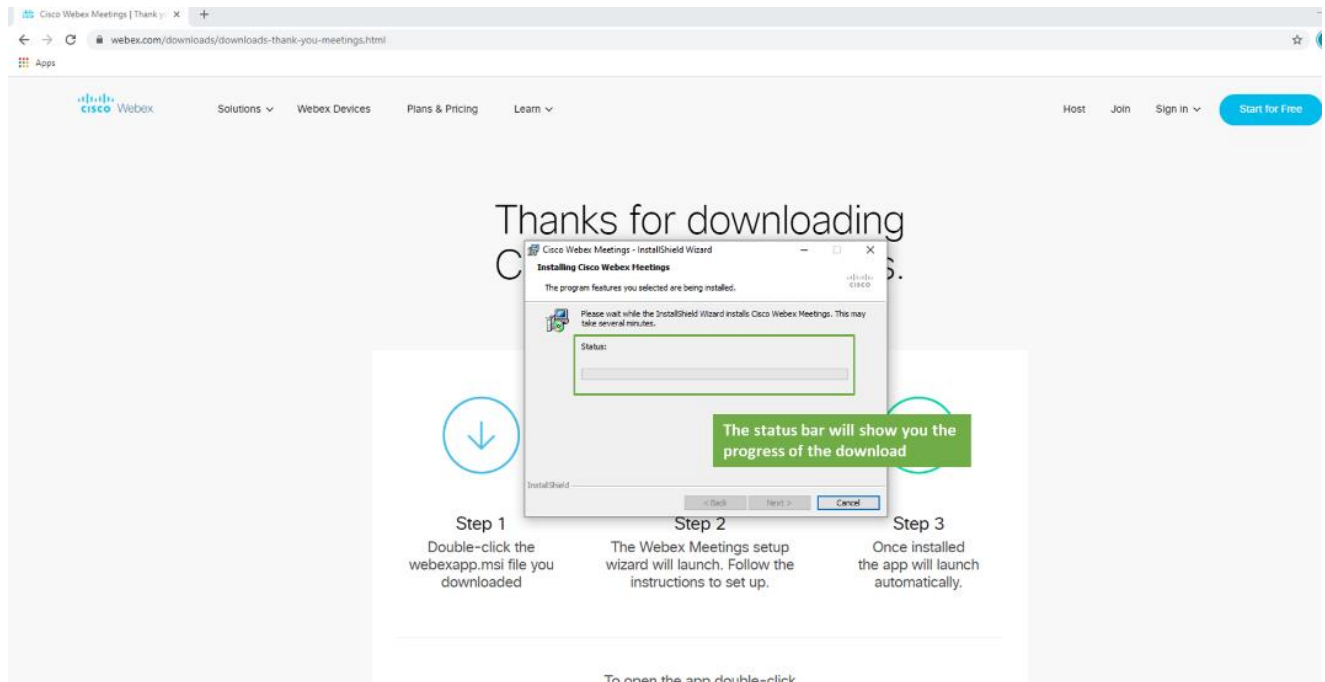 Cisco Webex Meetings | Thank y
webex.com/downloads/downloads-thank-you-meetings.html
Apps
CISCO Webex
Solutions
Webex Devices
Plans & Pricing
Learn
Host
Join
Sign in
Start for Free
Thanks for downloading
C
s.
Cisco Webex Meetings - InstallShield Wizard
Installing Cisco Webex Meetings
The program features you selected are being installed.
CISCO
Please wait while the InstallShield Wizard installs Cisco Webex Meetings. This may
take several minutes.
Status:
The status bar will show you the
progress of the download
InstallShield
< Back
Next >
Cancel
Step 1
Double-click the
webexapp.msi file you
downloaded
Step 2
The Webex Meetings setup
wizard will launch. Follow the
instructions to set up.
Step 3
Once installed
the app will launch
automatically.
To open the app double-click